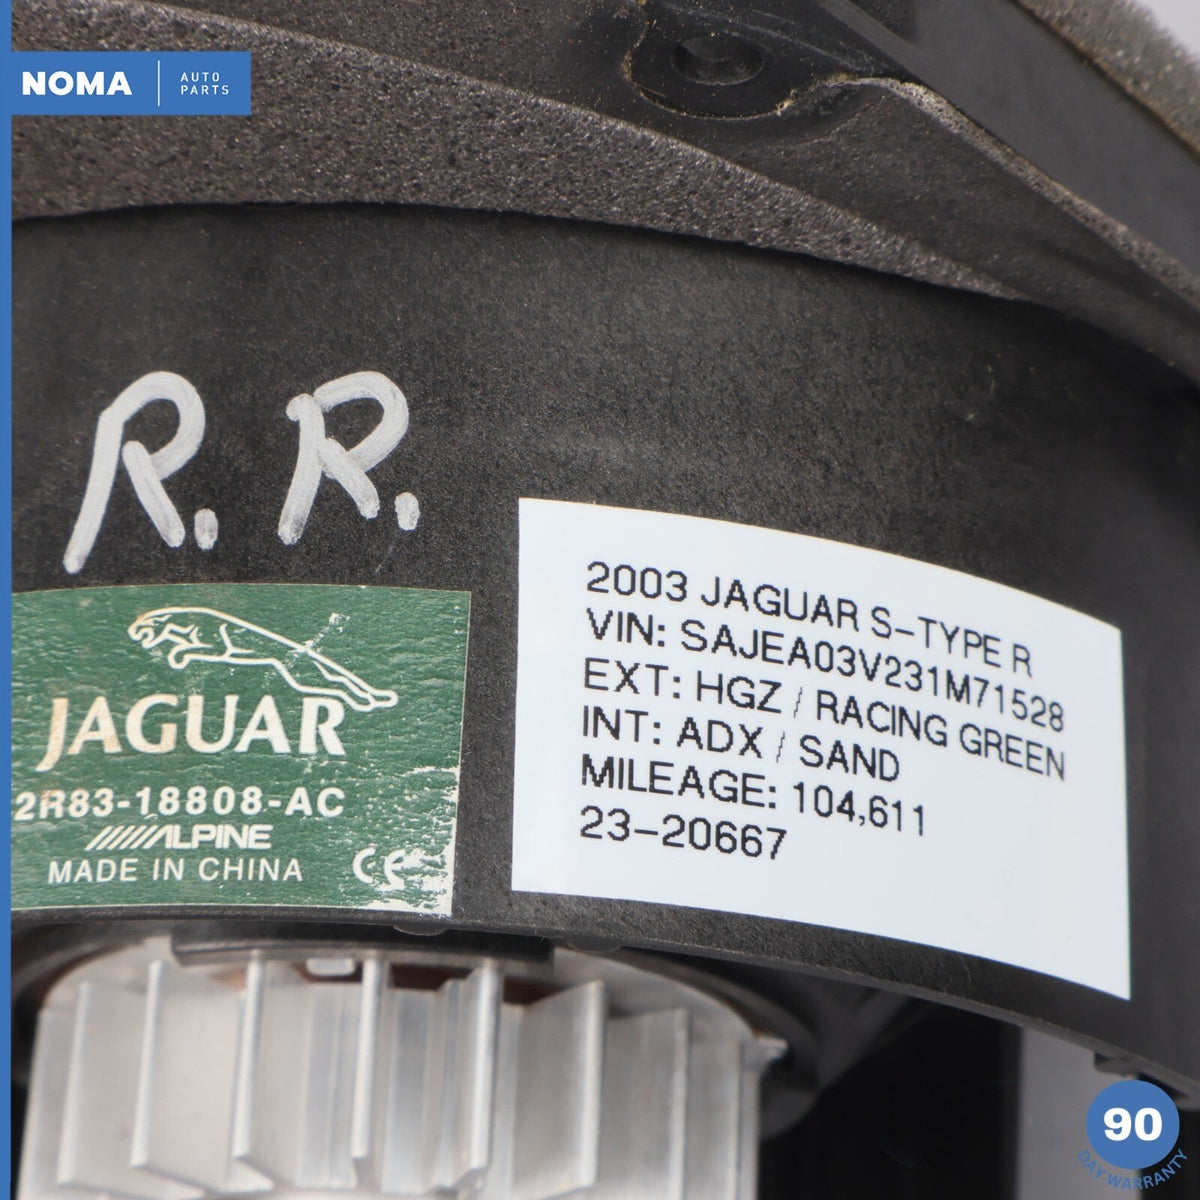 NOMA
AUTO
PARTS
R. R.
JAGUAR
2R83-18808-AC
ALPINE
MADE IN CHINA
CE
2003 JAGUAR S-TYPE R
VIN: SAJEA03V231M71528
EXT: HGZ / RACING GREEN
INT: ADX / SAND
MILEAGE: 104,611
23-20667
90
DAY WARRANTY